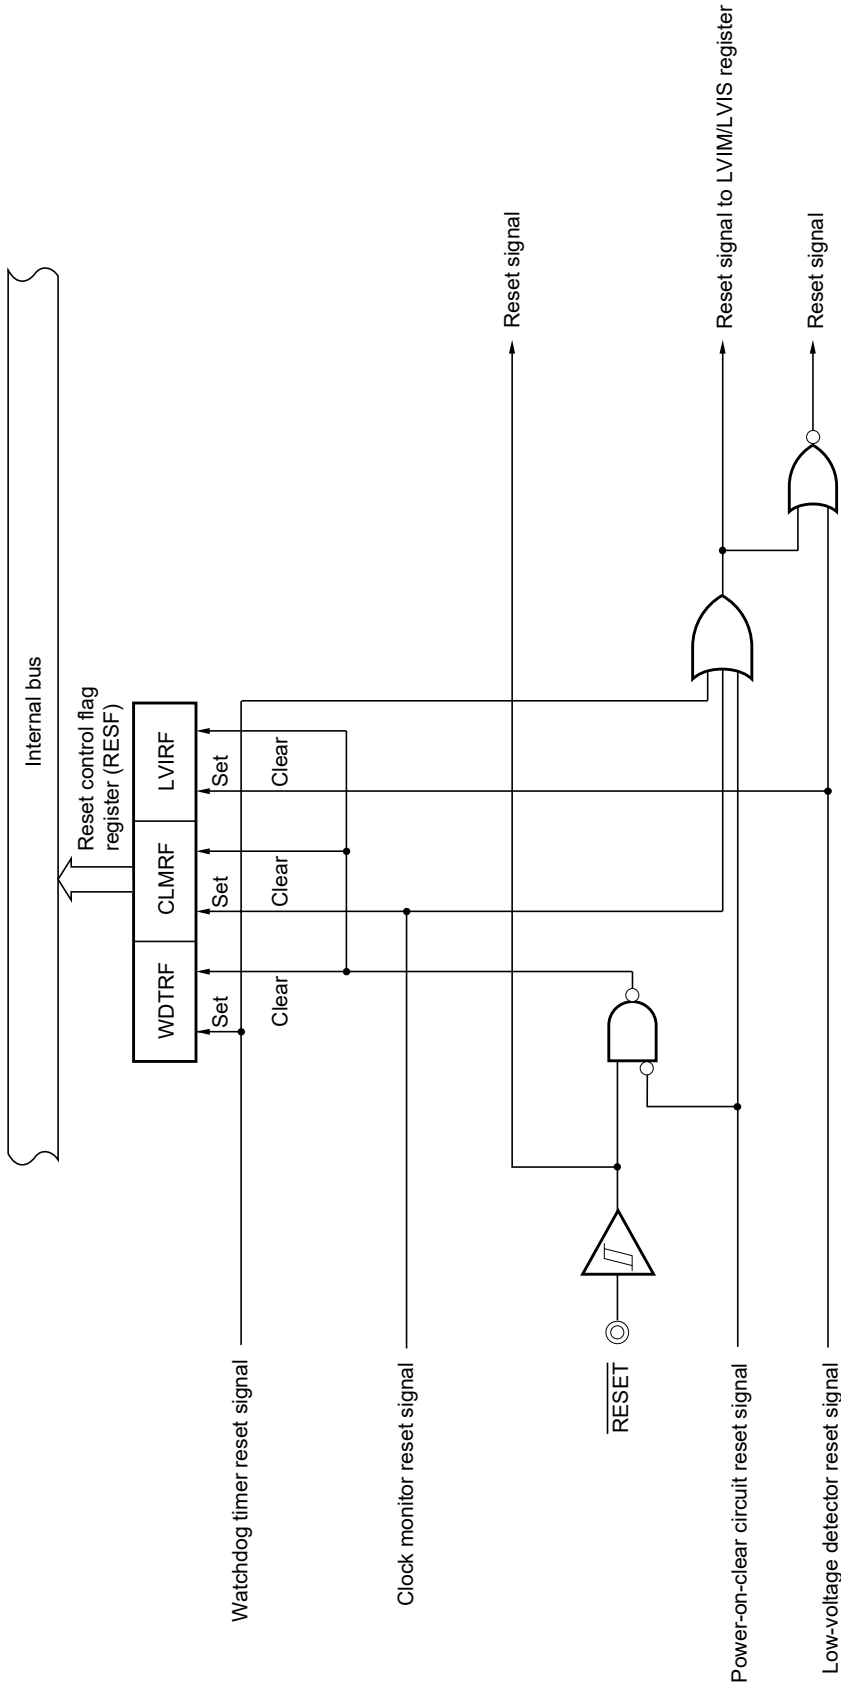 Internal bus
Reset control flag
register (RESF)
WDTRF
CLMRF
LVIRF
Set
Set
Set
Clear
Clear
Clear
Watchdog timer reset signal
Clock monitor reset signal
RESET
Reset signal
Power-on-clear circuit reset signal
Reset signal to LVIM/LVIS register
Low-voltage detector reset signal
Reset signal